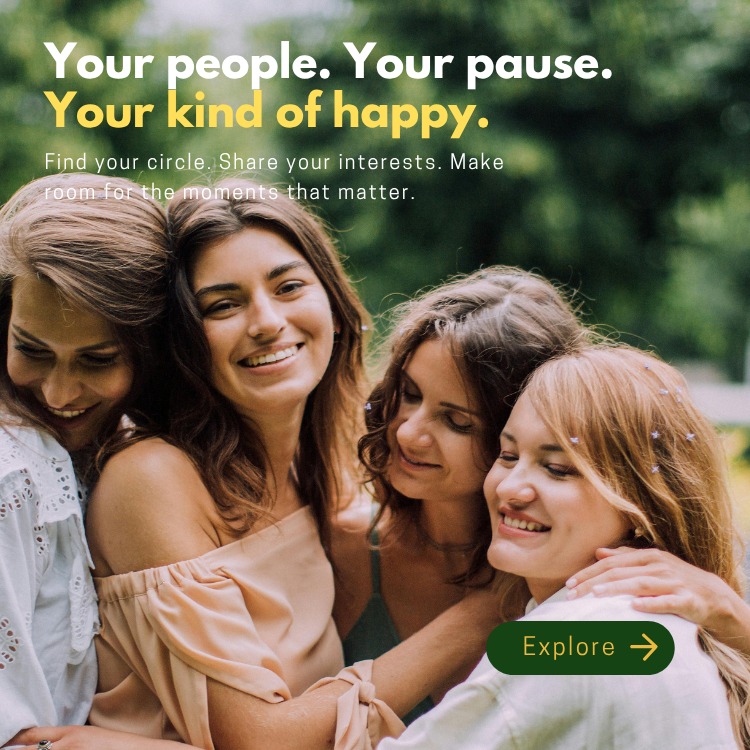 Your people. Your pause.
Your kind of happy.
Find your circle. Share your interests. Make
room for the moments that matter.
Explore